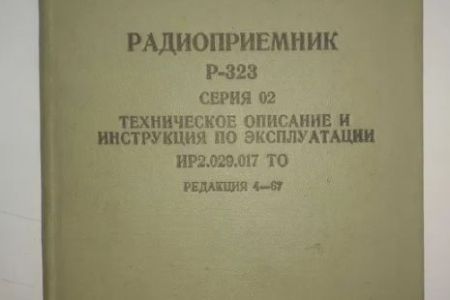 РАДИОПРИЕМНИК
Р-323
СЕРИЯ 02
ТЕХНИЧЕСКОЕ ОПИСАНИЕ И
ИНСТРУКЦИЯ ПО ЭКСПЛУАТАЦИИ
ИР2.029.017 ТО
РЕДАКЦИЯ 4—67